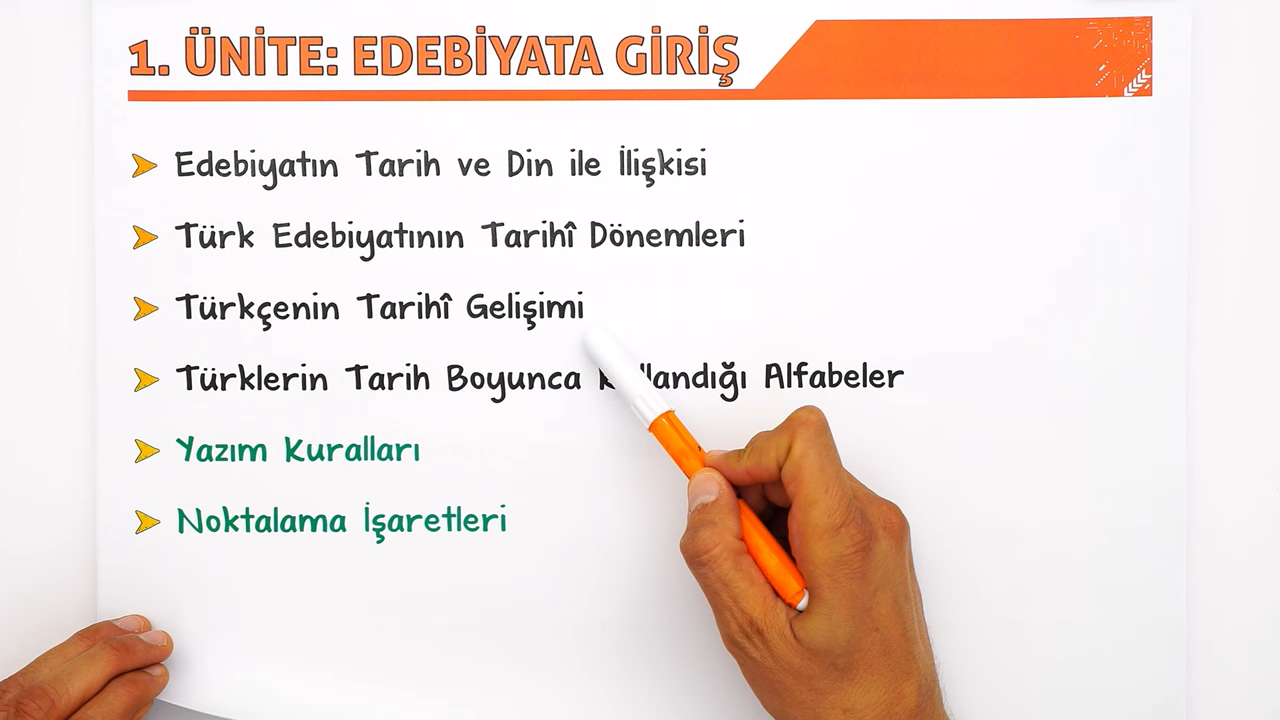 1. ÜNİTE: EDEBİYATA GİRİŞ
Edebiyatın Tarih ve Din ile İlişkisi
Türk Edebiyatının Tarihî Dönemleri
Türkçenin Tarihî Gelişimi
Türklerin Tarih Boyunca Kullandığı Alfabeler
Yazım Kuralları
Noktalama İşaretleri